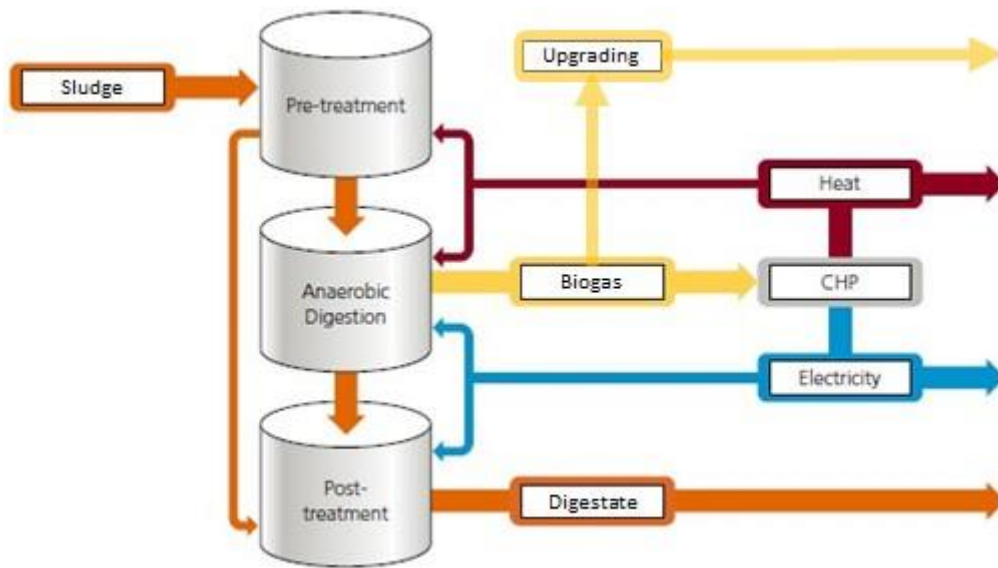 Sludge
Pre-treatment
Upgrading
Heat
Anaerobic
Digestion
Biogas
CHP
Electricity
Post-
treatment
Digestate